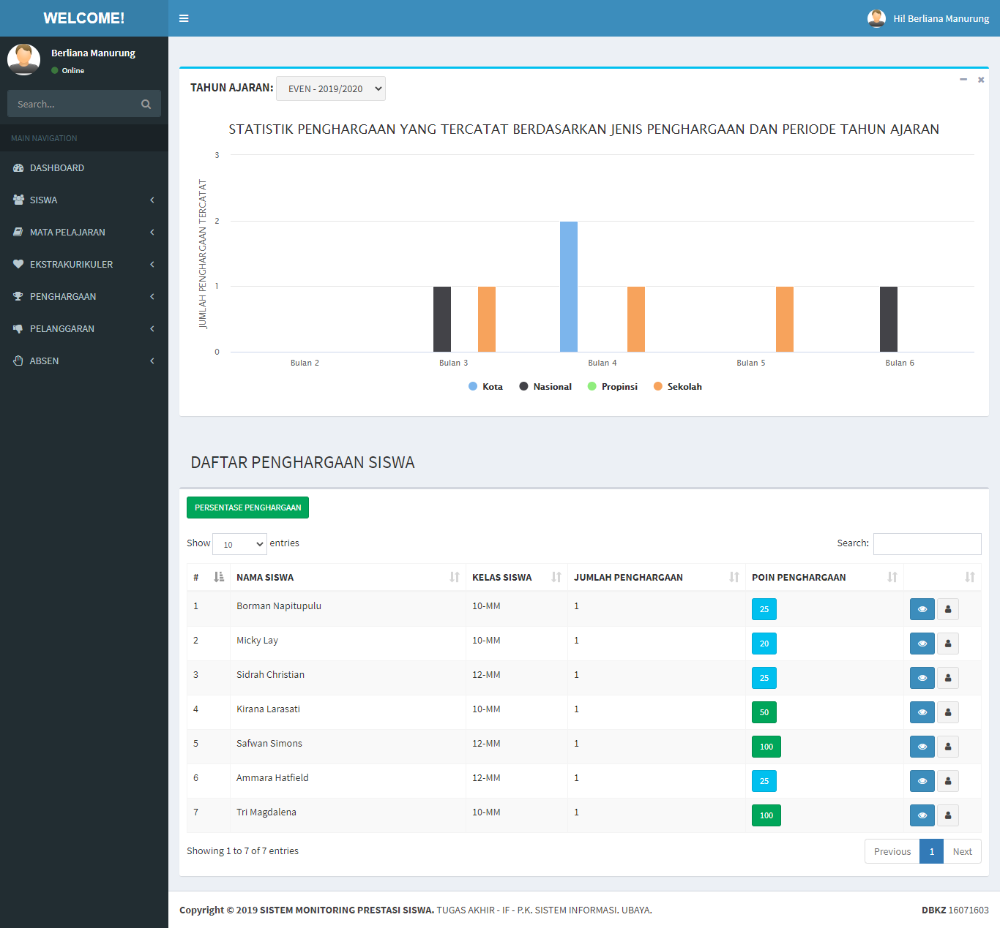 WELCOME!
Hi! Berliana Manurung
Berliana Manurung
Online
Search...
MAIN NAVIGATION
DASHBOARD
SISWA
MATA PELAJARAN
EKSTRAKURIKULER
PENGHARGAAN
PELANGGARAN
ABSEN
TAHUN AJARAN: EVEN - 2019/2020
STATISTIK PENGHARGAAN YANG TERCATAT BERDASARKAN JENIS PENGHARGAAN DAN PERIODE TAHUN AJARAN
JUMLAH PENGHARGAAN TERCATAT
3
2
1
0
Bulan 2 Bulan 3 Bulan 4 Bulan 5 Bulan 6
Kota Nasional Propinsi Sekolah
DAFTAR PENGHARGAAN SISWA
PERSENTASE PENGHARGAAN
Show 10 entries Search:
# NAMA SISWA KELAS SISWA JUMLAH PENGHARGAAN POIN PENGHARGAAN
1 Borman Napitupulu 10-MM 1 25
2 Micky Lay 10-MM 1 20
3 Sidrah Christian 12-MM 1 25
4 Kirana Larasati 10-MM 1 50
5 Safwan Simons 12-MM 1 100
6 Ammara Hatfield 12-MM 1 25
7 Tri Magdalena 10-MM 1 100
Showing 1 to 7 of 7 entries Previous 1 Next
Copyright © 2019 SISTEM MONITORING PRESTASI SISWA. TUGAS AKHIR - IF - P.K. SISTEM INFORMASI. UBAYA. DBKZ 16071603